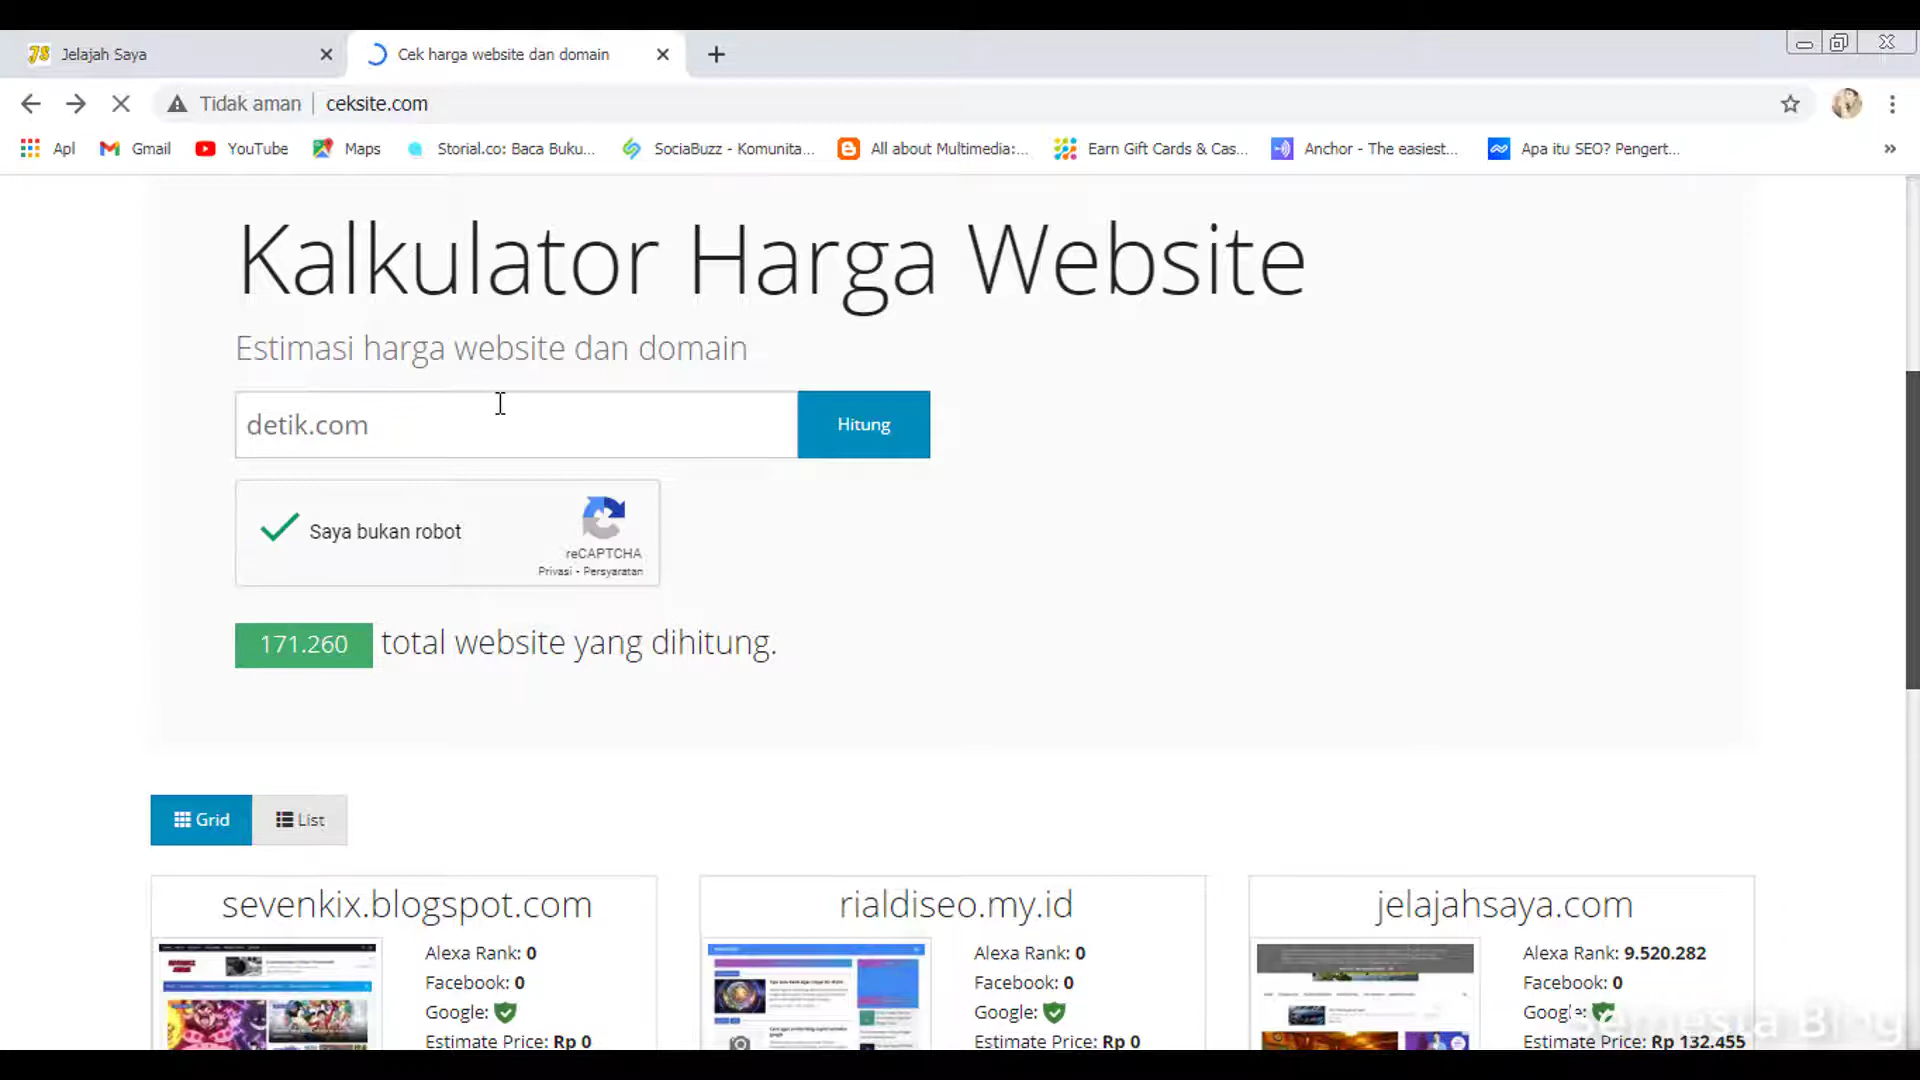 Jelajah Saya
Cek harga website dan domain
Tidak aman | ceksite.com
Apl Gmail YouTube Maps Storial.co: Baca Buku... SociaBuzz - Komunita... All about Multimedia:... Earn Gift Cards & Cas... Anchor - The easiest... Apa itu SEO? Pengert... »
Kalkulator Harga Website
Estimasi harga website dan domain
detik.com Hitung
Saya bukan robot
reCAPTCHA
Privasi - Persyaratan
171.260 total website yang dihitung.
Grid List
sevenkix.blogspot.com
Alexa Rank: 0
Facebook: 0
Google:
Estimate Price: Rp 0
rialdiseo.my.id
Alexa Rank: 0
Facebook: 0
Google:
Estimate Price: Rp 0
jelajahsaya.com
Alexa Rank: 9.520.282
Facebook: 0
Google:
Estimate Price: Rp 132.455
Semesta Blog